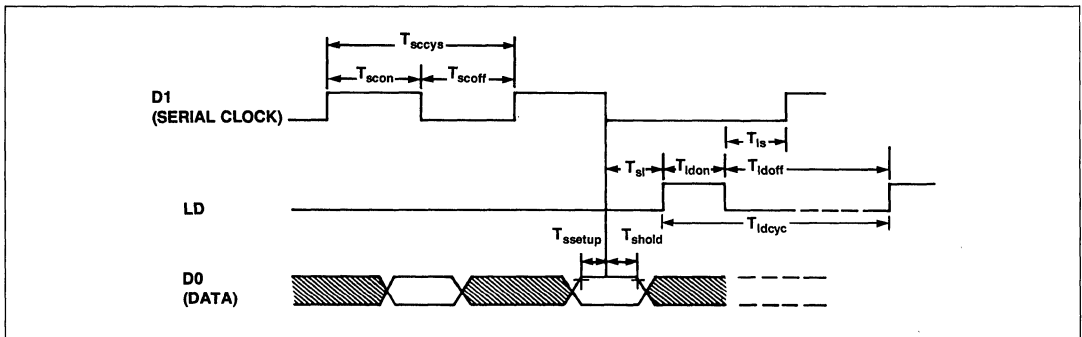 Tsccys
Tscon Tscoff
D1
(SERIAL CLOCK)
Tls
Tsl Tldon Tldoff
LD
Tldcyc
Tssetup Tshold
D0
(DATA)